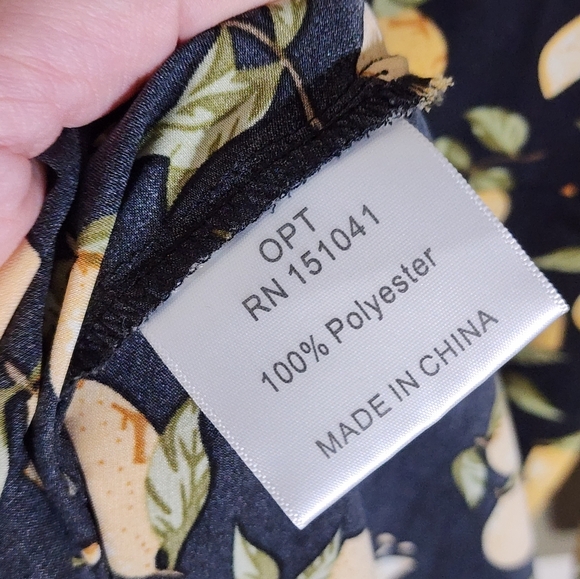 OPT
RN 151041
100% Polyester
MADE IN CHINA